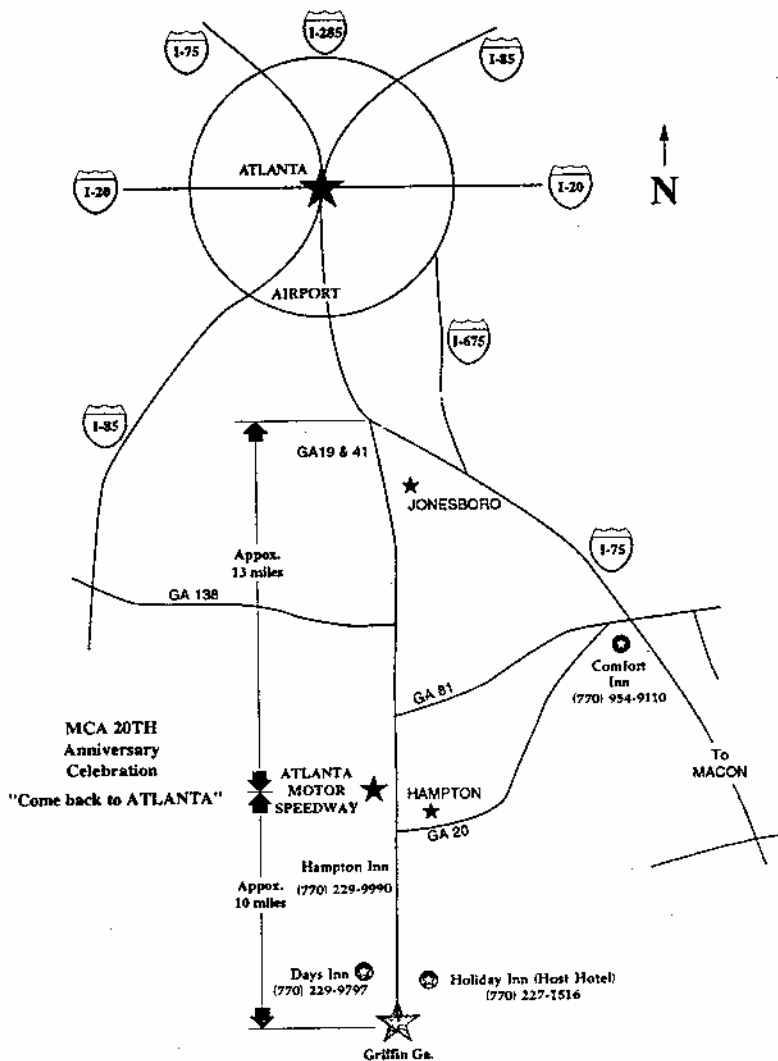 I-285
I-75
I-85
ATLANTA
I-20
I-20
N
AIRPORT
I-675
I-85
GA19 & 41
JONESBORO
Appox.
13 miles
I-75
GA 138
Comfort
Inn
(770) 954-9110
GA 81
MCA 20TH
Anniversary
Celebration
"Come back to ATLANTA"
To
MACON
ATLANTA
MOTOR
SPEEDWAY
HAMPTON
GA 20
Hampton Inn
(770) 229-9990
Appox.
10 miles
Days Inn
(770) 229-9797
Holiday Inn (Host Hotel)
(770) 227-1516
Griffin Ga.